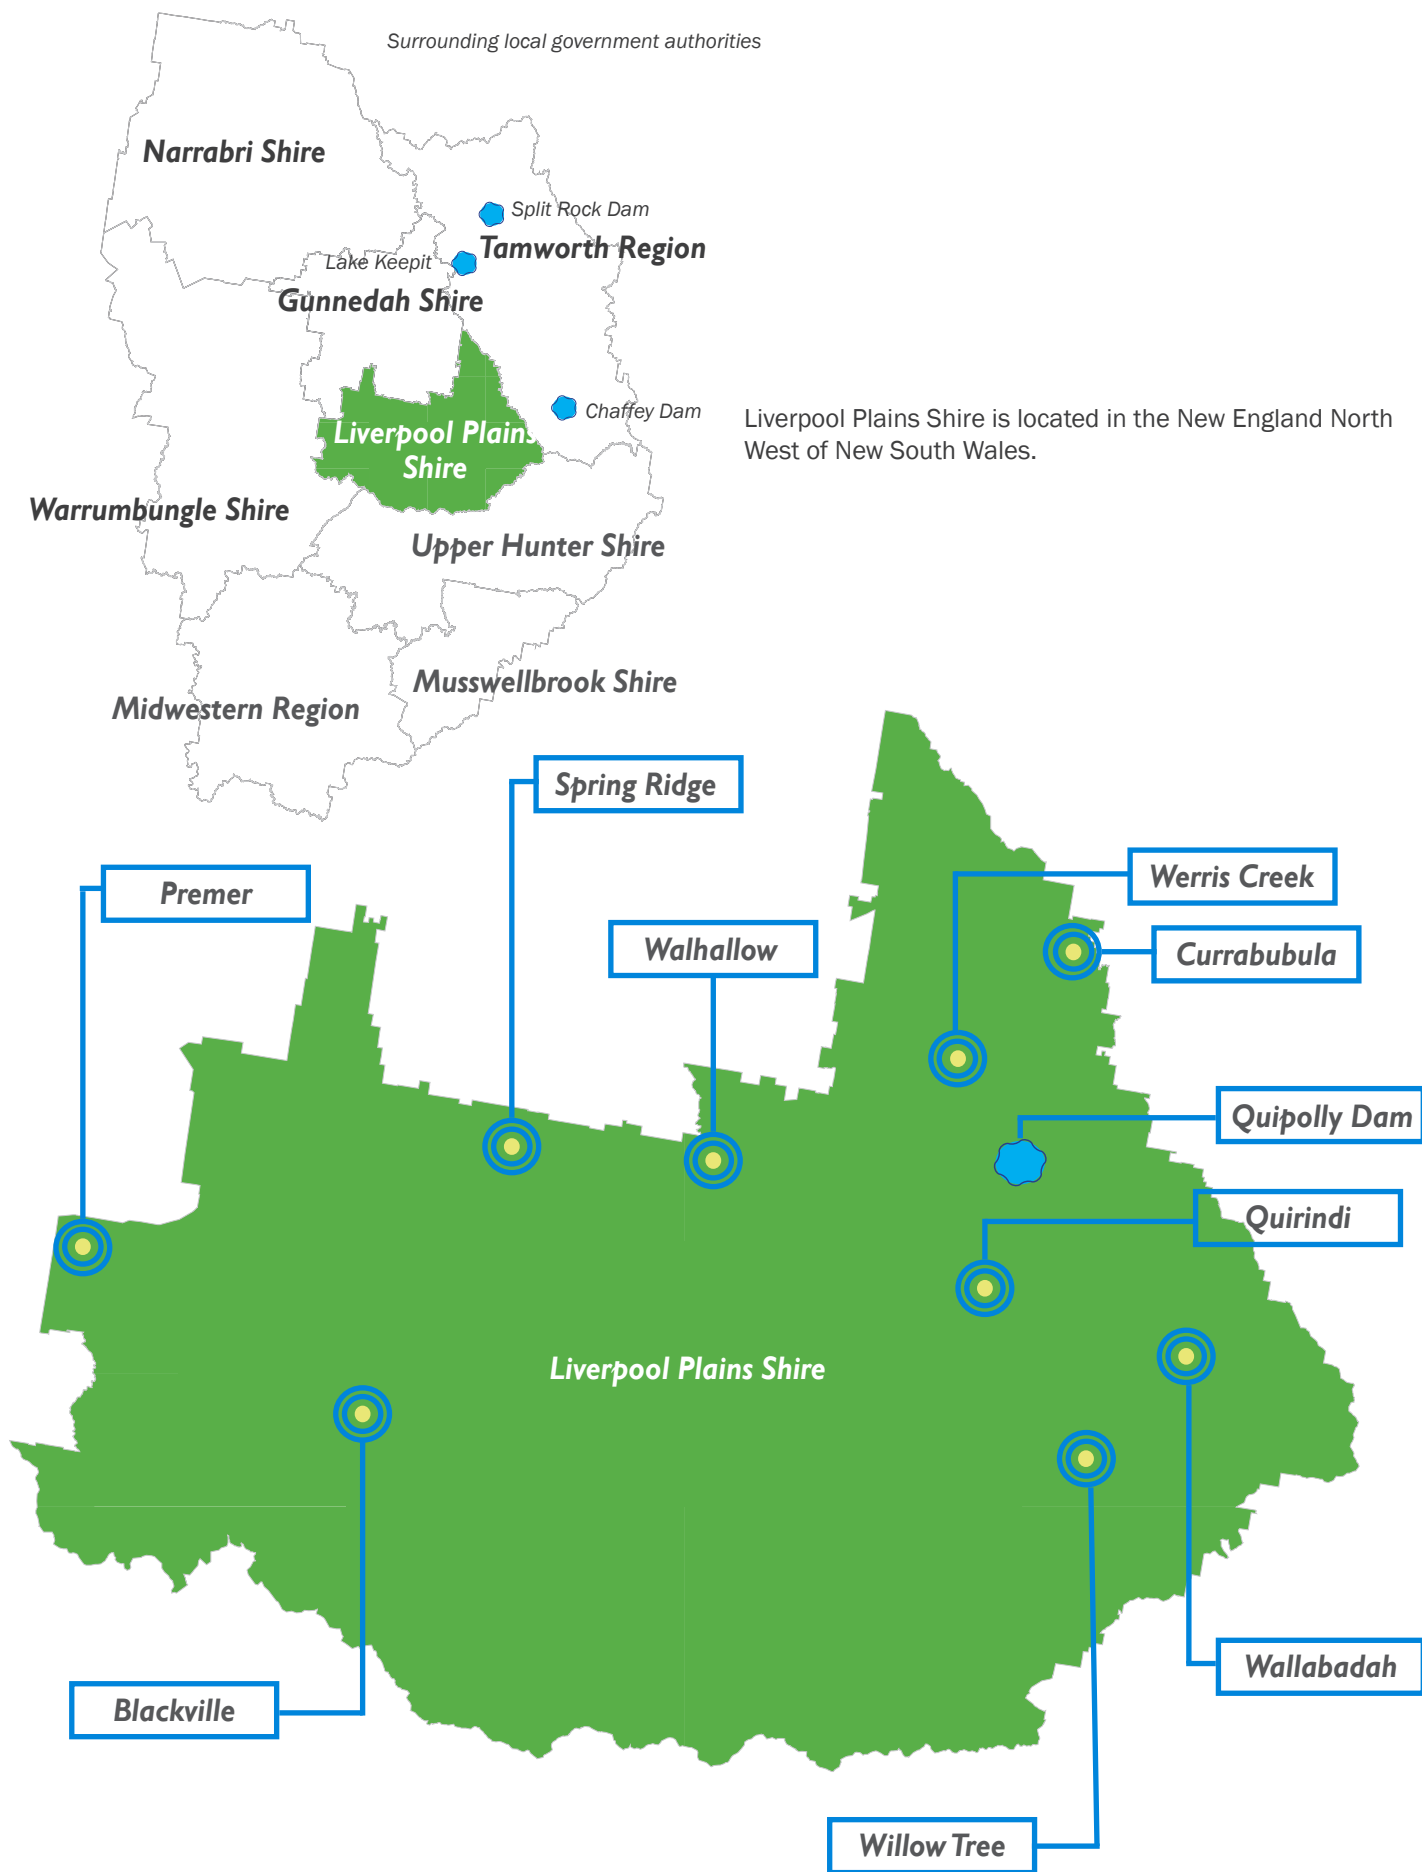 Surrounding local government authorities
Narrabri Shire
Split Rock Dam
Tamworth Region
Lake Keepit
Gunnedah Shire
Chaffey Dam
Liverpool Plains
Shire
Liverpool Plains Shire is located in the New England North
West of New South Wales.
Warrumbungle Shire
Upper Hunter Shire
Musswellbrook Shire
Midwestern Region
Spring Ridge
Premer
Werris Creek
Walhallow
Currabubula
Quipolly Dam
Quirindi
Liverpool Plains Shire
Wallabadah
Blackville
Willow Tree